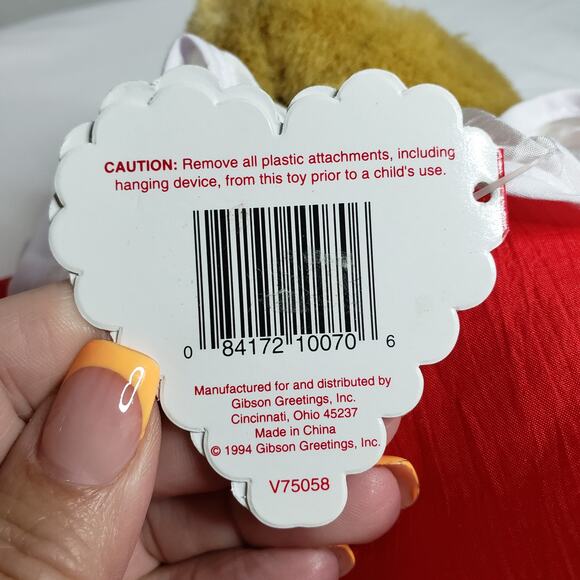 CAUTION: Remove all plastic attachments, including
hanging device, from this toy prior to a child's use.
0 84172 10070 6
Manufactured for and distributed by
Gibson Greetings, Inc.
Cincinnati, Ohio 45237
Made in China
© 1994 Gibson Greetings, Inc.
V75058